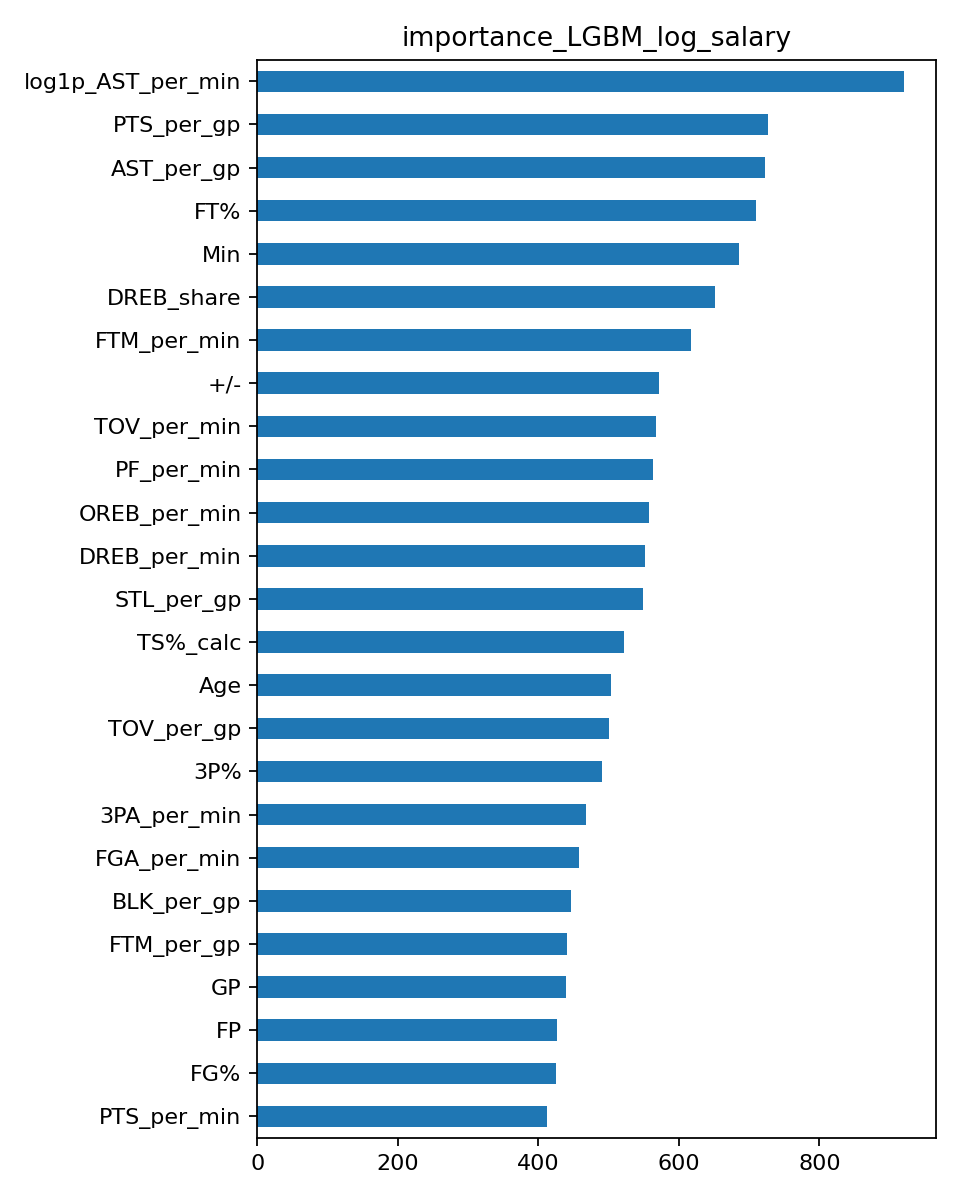 importance_LGBM_log_salary
log1p_AST_per_min
PTS_per_gp
AST_per_gp
FT%
Min
DREB_share
FTM_per_min
+/-
TOV_per_min
PF_per_min
OREB_per_min
DREB_per_min
STL_per_gp
TS%_calc
Age
TOV_per_gp
3P%
3PA_per_min
FGA_per_min
BLK_per_gp
FTM_per_gp
GP
FP
FG%
PTS_per_min
0 200 400 600 800